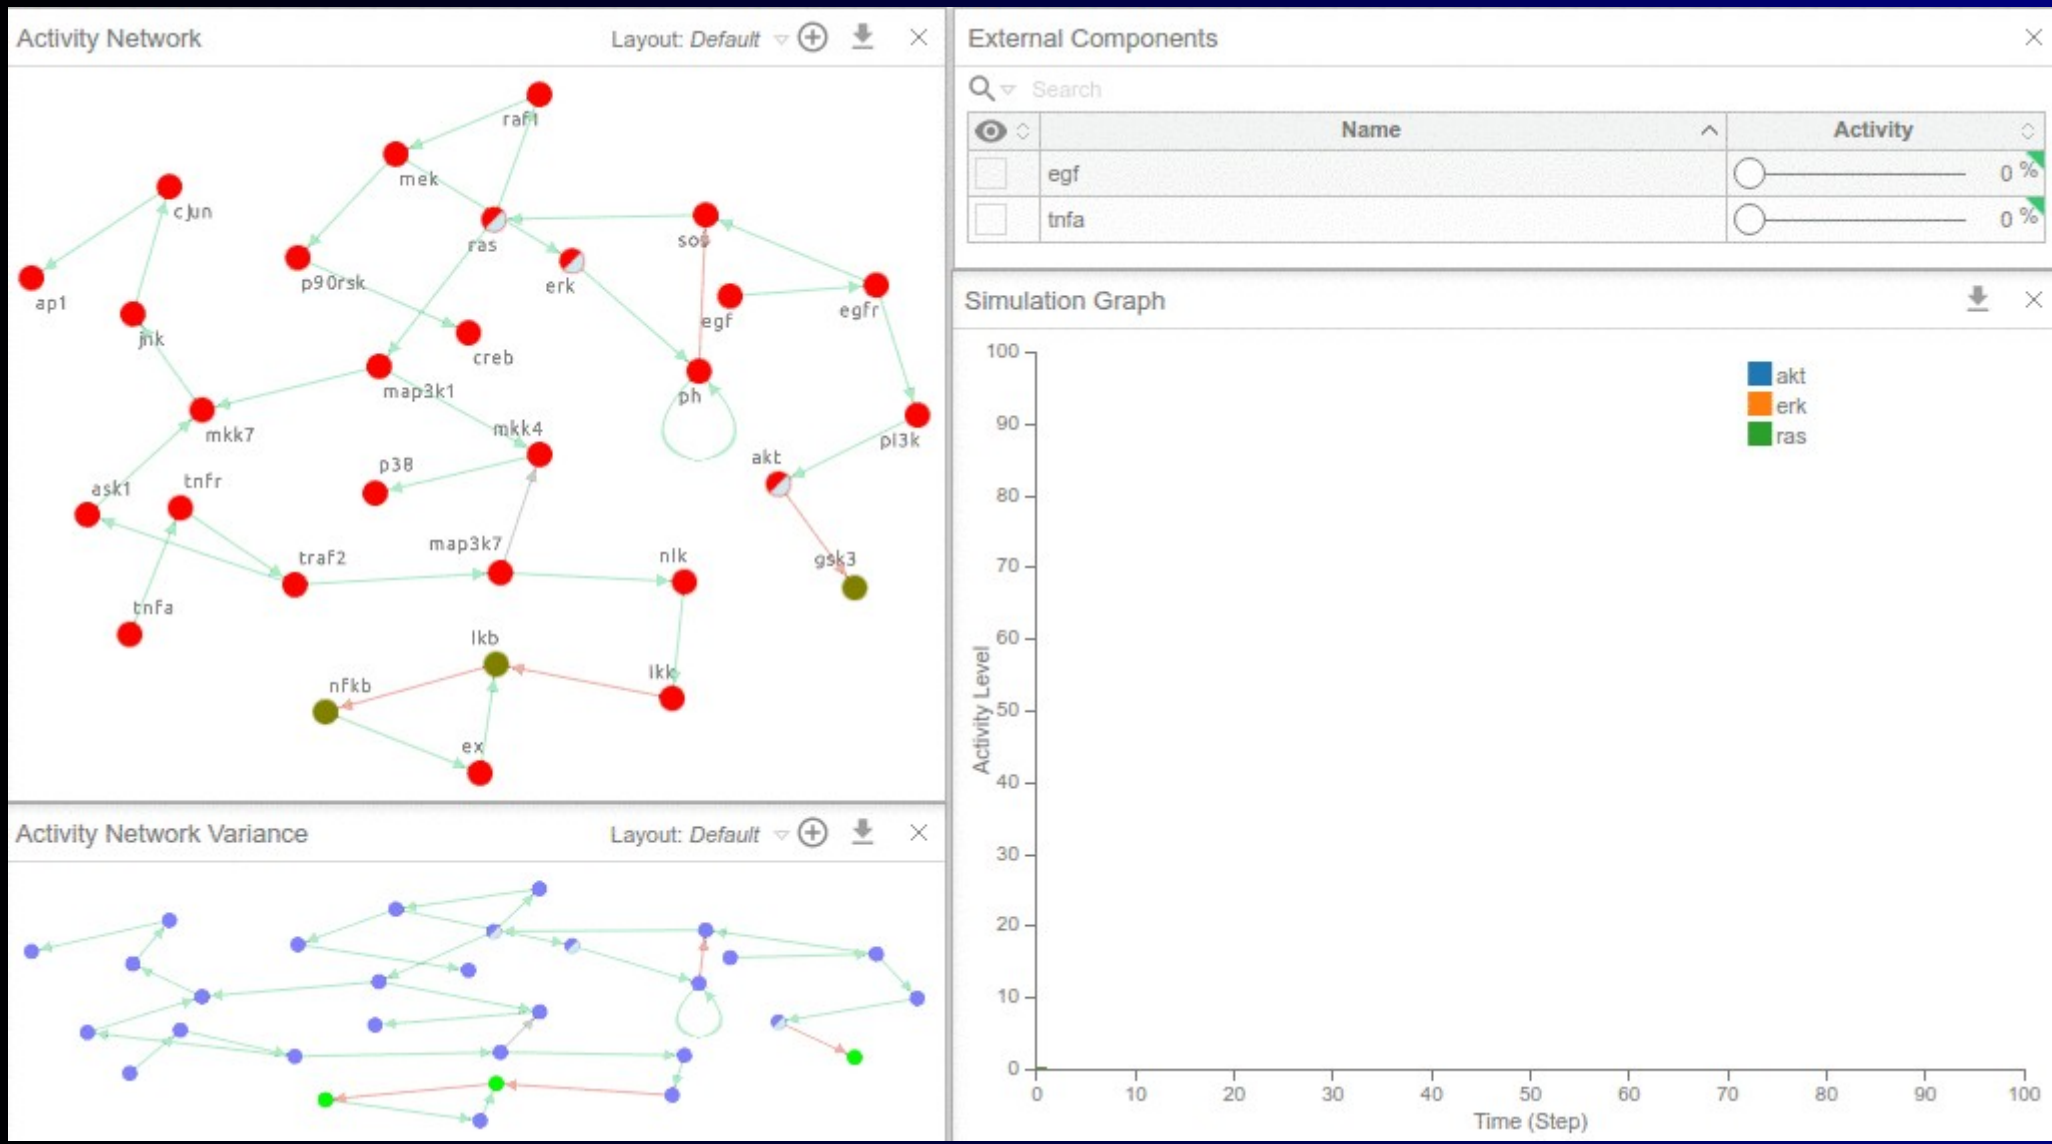 Activity Network
Layout: Default
raf1
mek
cjun
ras
sos
p90rsk
erk
ap1
egf
egfr
jnk
creb
map3k1
ph
mkk7
mkk4
pi3k
p38
akt
ask1
tnfr
map3k7
traf2
nlk
gsk3
tnfa
ikb
nfkb
ikk
ex
Activity Network Variance
Layout: Default
External Components
Search
Name Activity
egf 0 %
tnfa 0 %
Simulation Graph
100
90
80
70
60
50
40
30
20
10
0
Activity Level
akt
erk
ras
0 10 20 30 40 50 60 70 80 90 100
Time (Step)